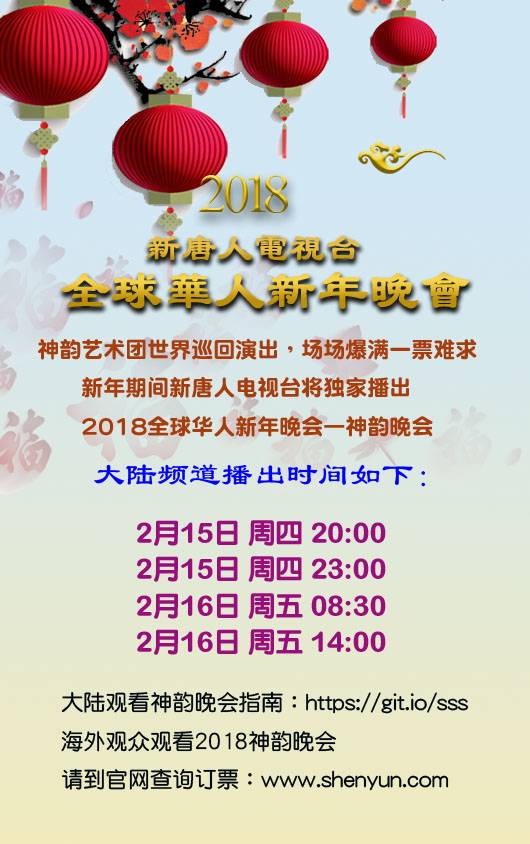 2018
新唐人電視台
全球華人新年晚會
神韵艺术团世界巡回演出，场场爆满一票难求
新年期间新唐人电视台将独家播出
2018全球华人新年晚会—神韵晚会
大陆频道播出时间如下：
2月15日 周四 20:00
2月15日 周四 23:00
2月16日 周五 08:30
2月16日 周五 14:00
大陆观看神韵晚会指南：https://git.io/sss
海外观众观看2018神韵晚会
请到官网查询订票：www.shenyun.com
福
福
福
福
福